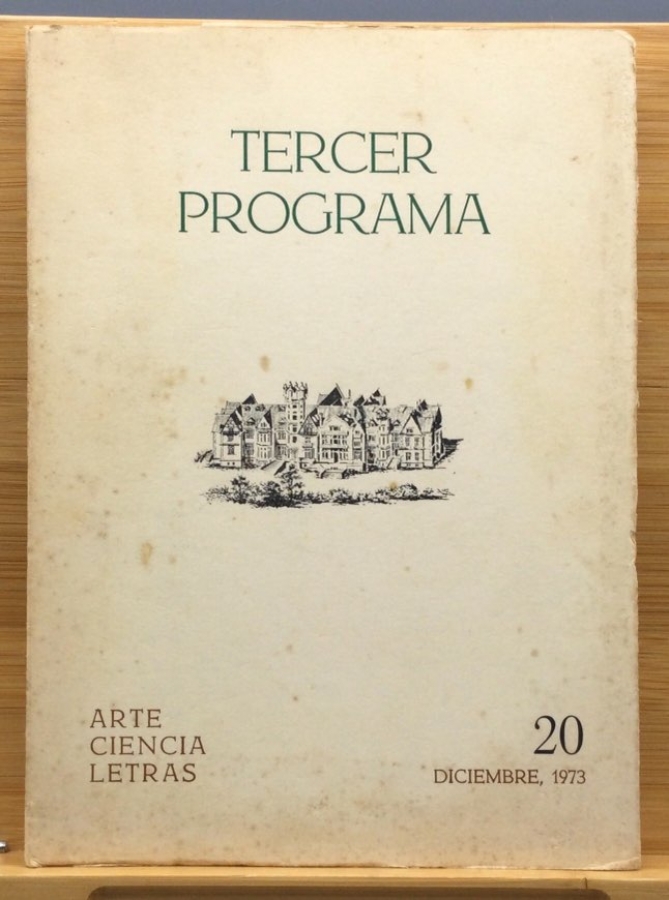 TERCER
PROGRAMA
ARTE
CIENCIA
LETRAS
20
DICIEMBRE, 1973